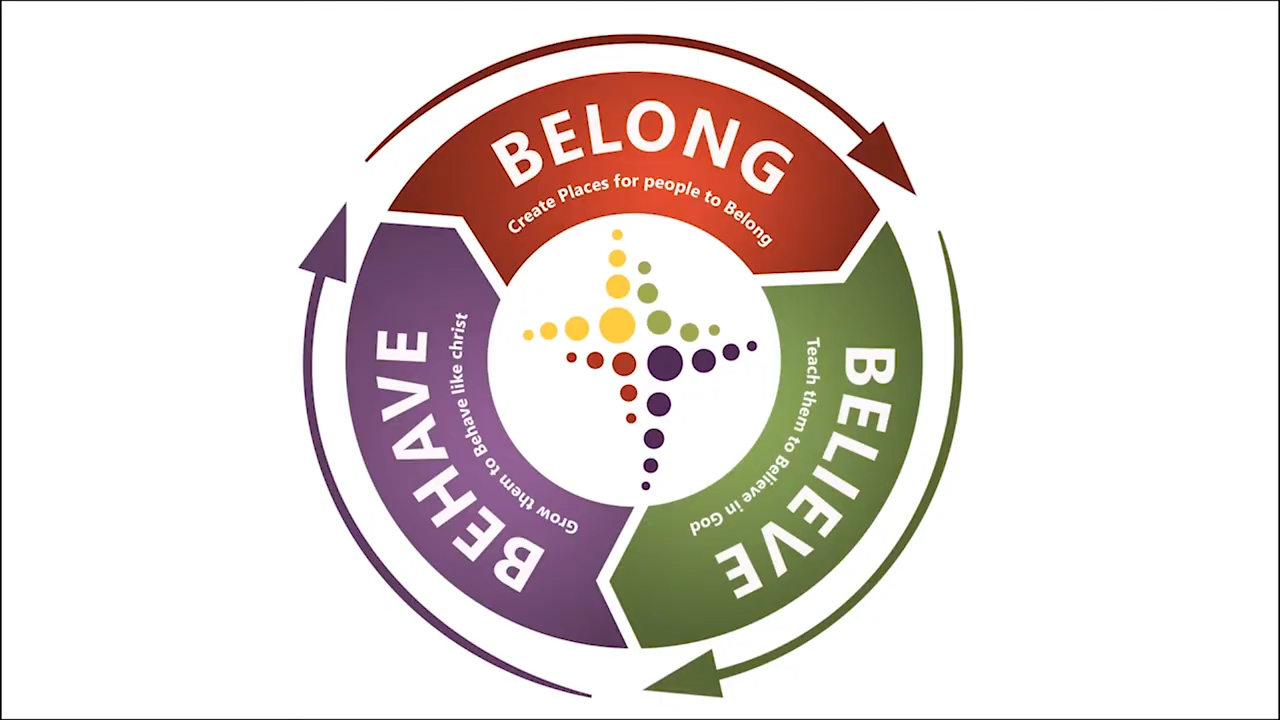 BELONG
Create Places for people to Belong
BELIEVE
Teach them to Believe in God
BEHAVE
Grow them to Behave like christ